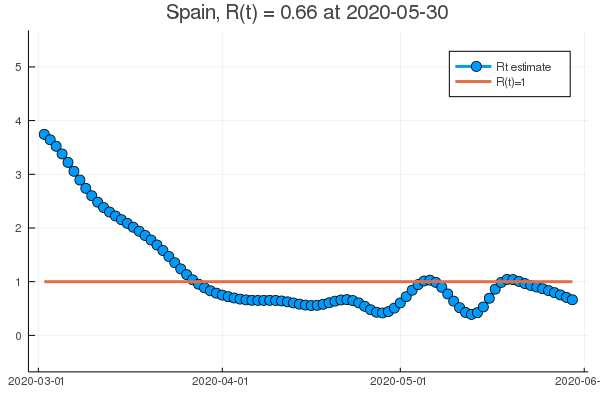 Spain, R(t) = 0.66 at 2020-05-30
Rt estimate
R(t)=1
5
4
3
2
1
0
2020-03-01 2020-04-01 2020-05-01 2020-06-